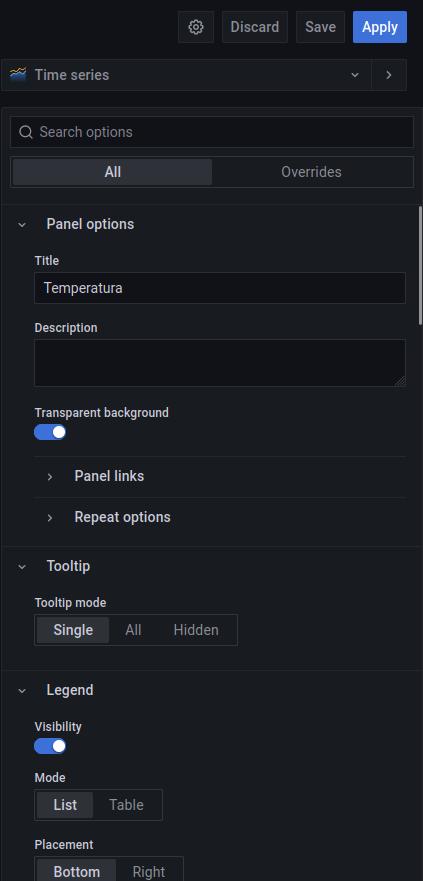 Discard Save Apply
Time series
Search options
All Overrides
Panel options
Title
Temperatura
Description
Transparent background
Panel links
Repeat options
Tooltip
Tooltip mode
Single All Hidden
Legend
Visibility
Mode
List Table
Placement
Bottom Right